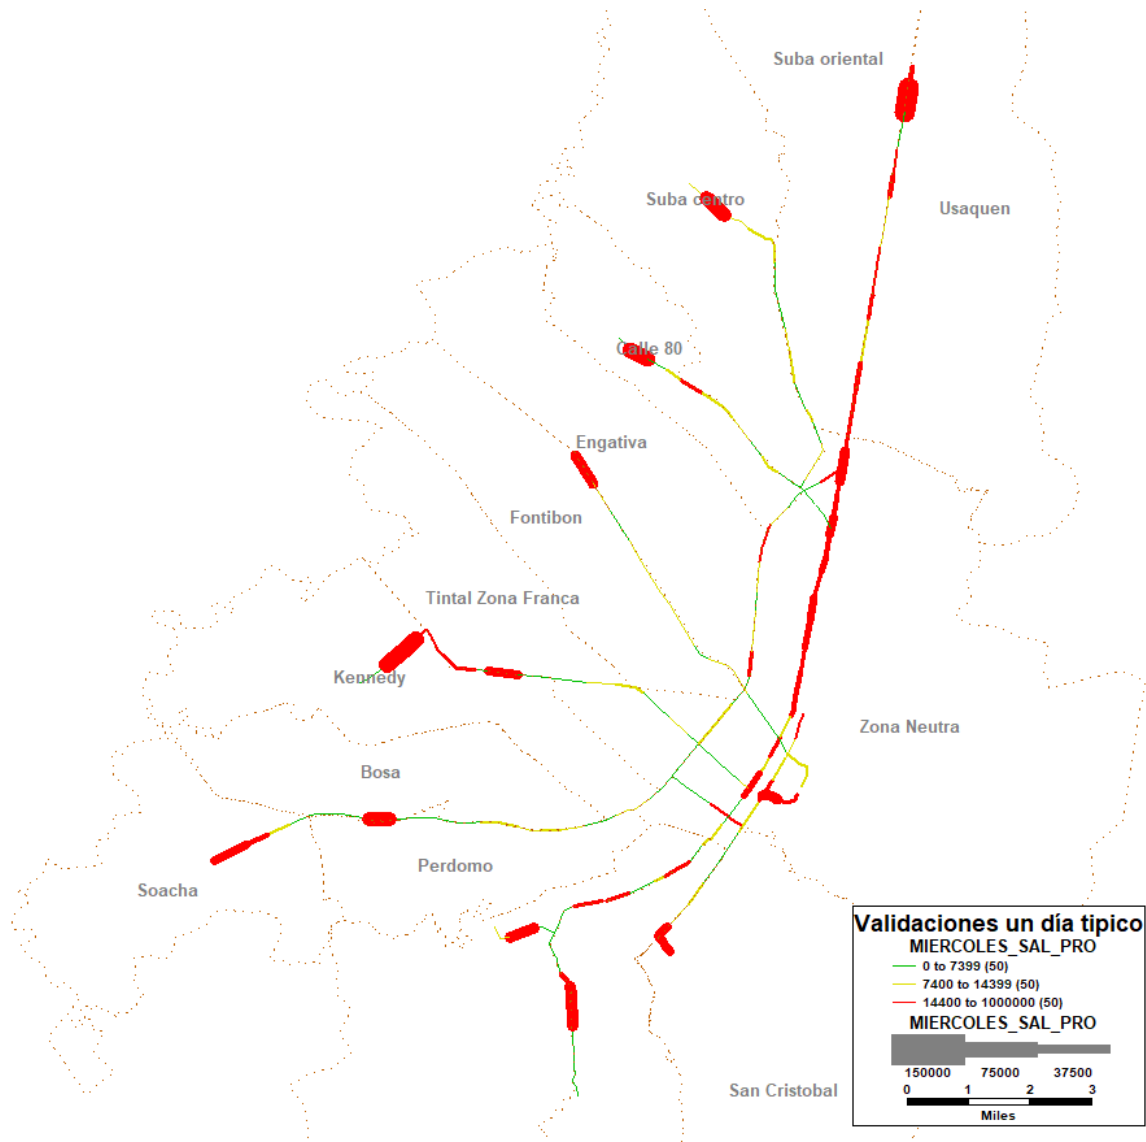 Suba oriental
Suba centro
Usaquen
Calle 80
Engativa
Fontibon
Tintal Zona Franca
Kennedy
Zona Neutra
Bosa
Perdomo
Soacha
San Cristobal
Validaciones un día tipico
MIERCOLES_SAL_PRO
0 to 7399 (50)
7400 to 14399 (50)
14400 to 1000000 (50)
MIERCOLES_SAL_PRO
150000 75000 37500
0 1 2 3
Miles